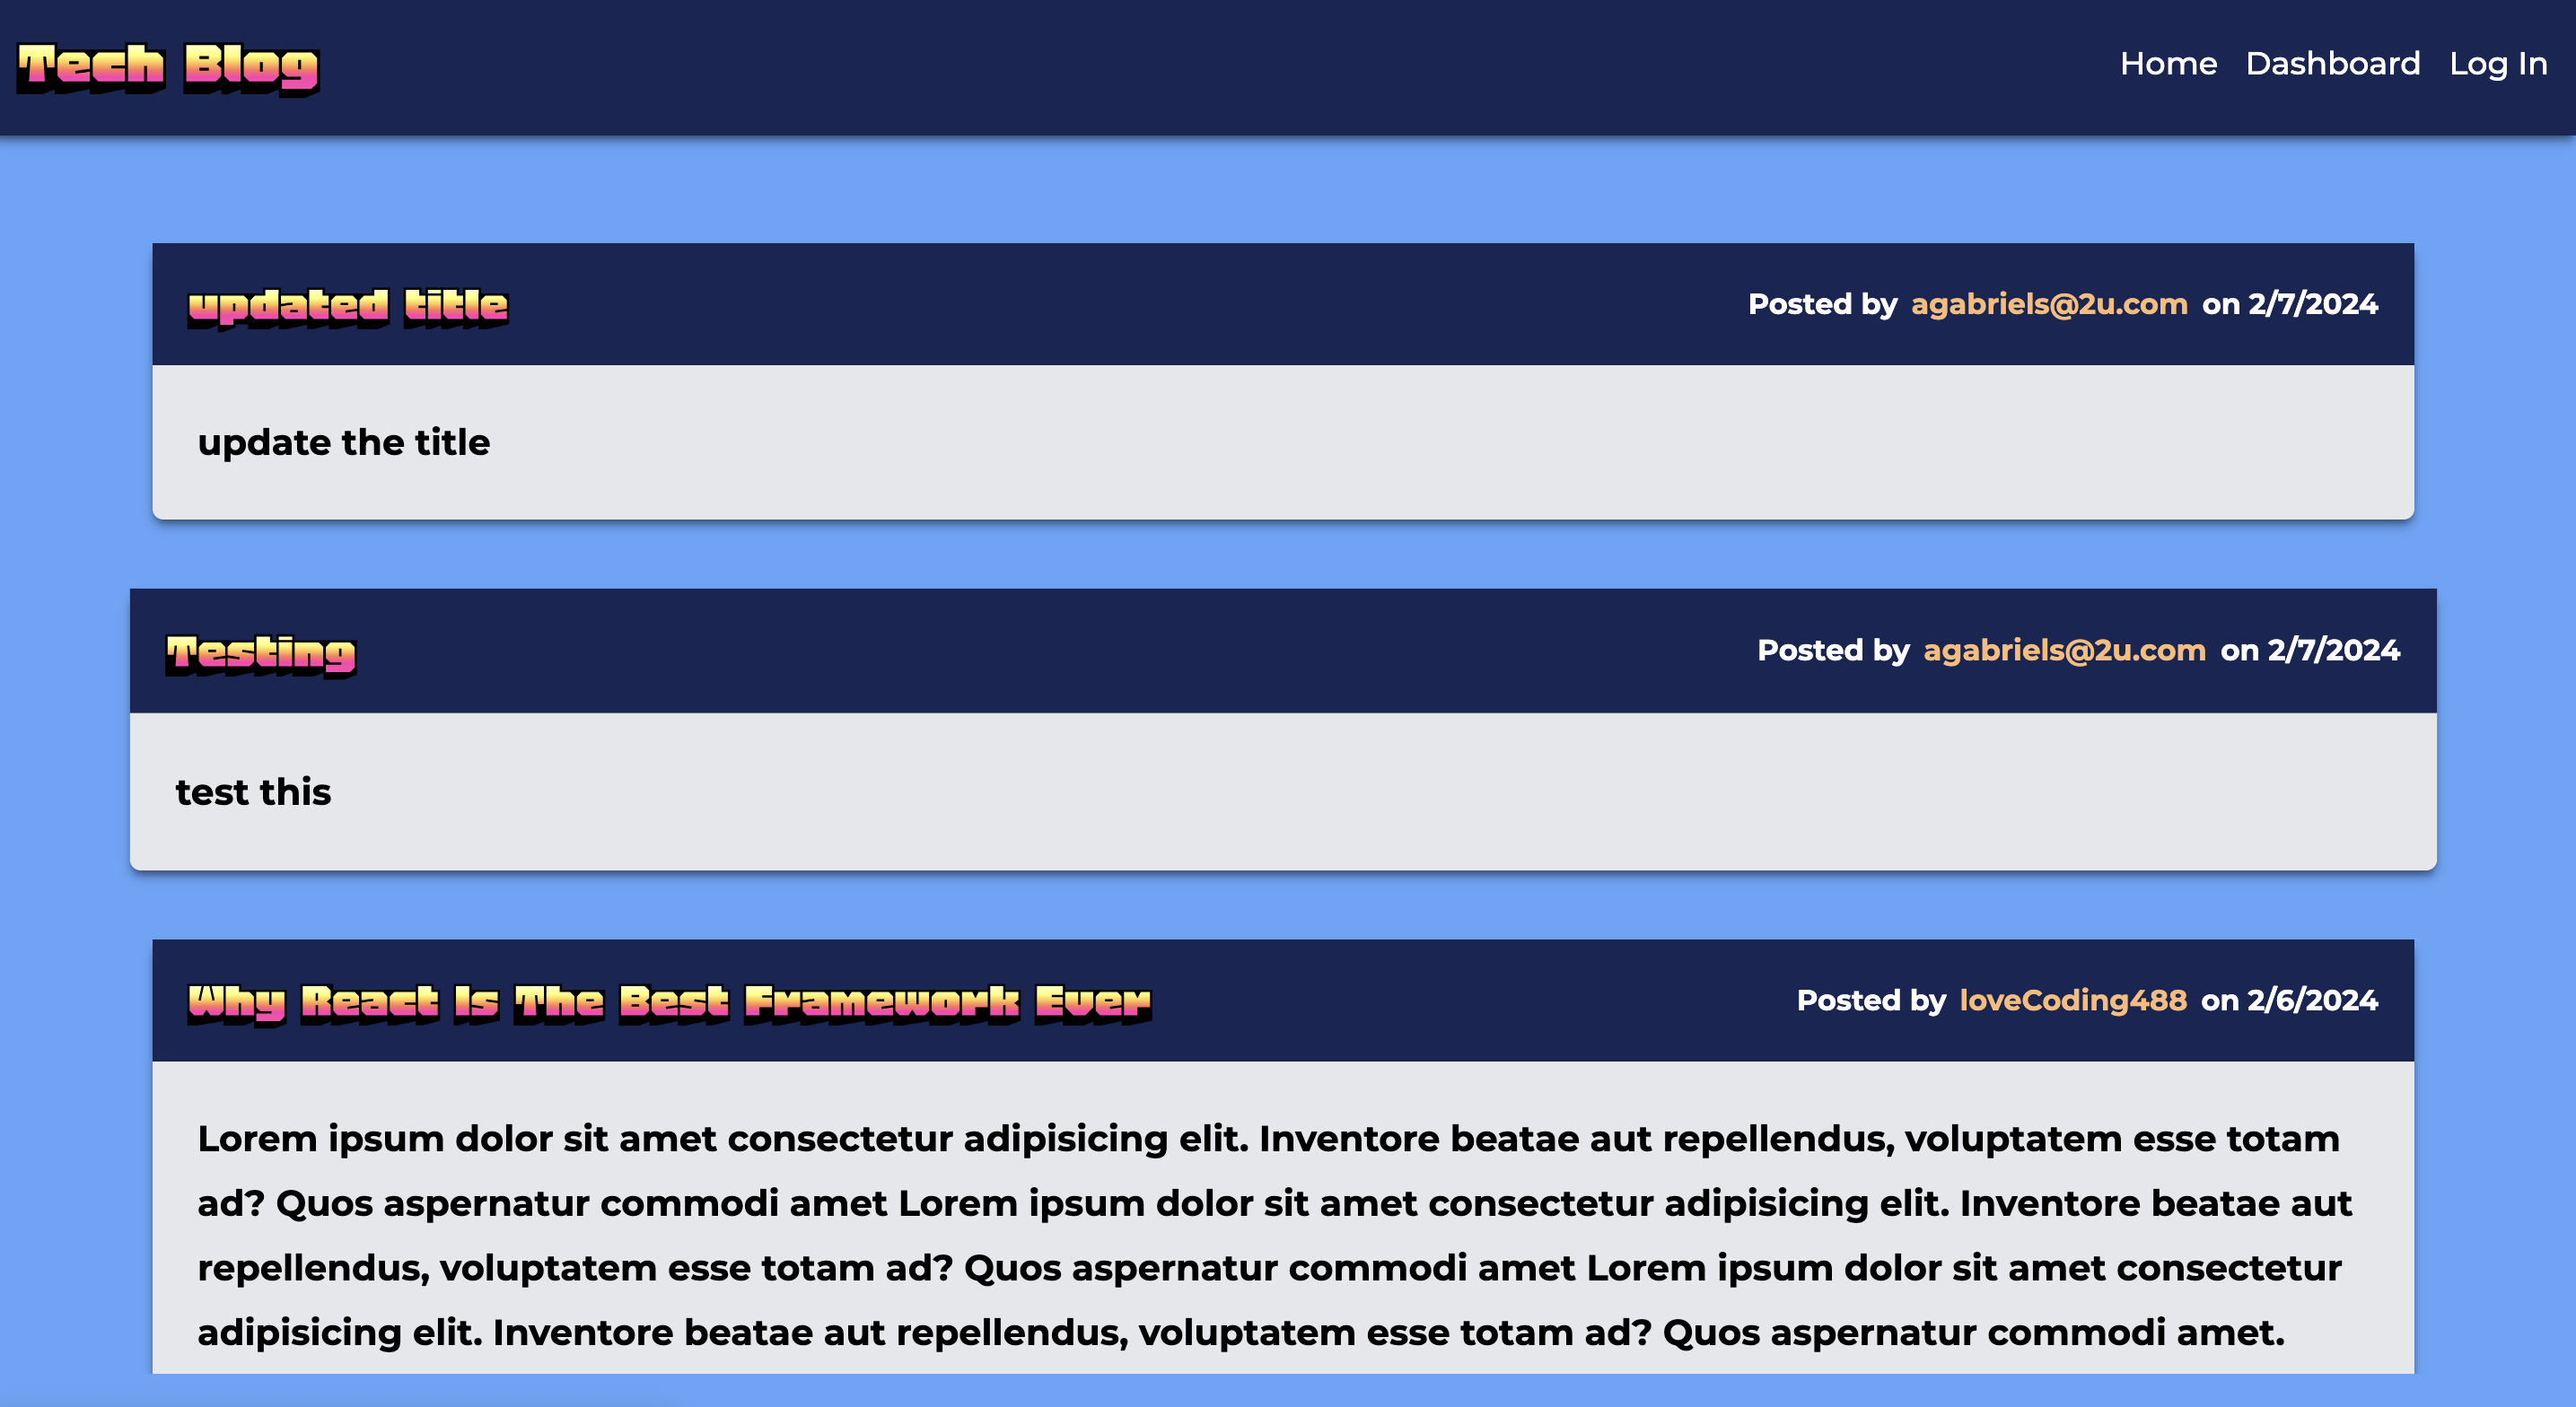 Tech Blog
Home Dashboard Log In
updated title
Posted by agabriels@2u.com on 2/7/2024
update the title
Testing
Posted by agabriels@2u.com on 2/7/2024
test this
Why React Is The Best Framework Ever
Posted by loveCoding488 on 2/6/2024
Lorem ipsum dolor sit amet consectetur adipisicing elit. Inventore beatae aut repellendus, voluptatem esse totam
ad? Quos aspernatur commodi amet Lorem ipsum dolor sit amet consectetur adipisicing elit. Inventore beatae aut
repellendus, voluptatem esse totam ad? Quos aspernatur commodi amet Lorem ipsum dolor sit amet consectetur
adipisicing elit. Inventore beatae aut repellendus, voluptatem esse totam ad? Quos aspernatur commodi amet.